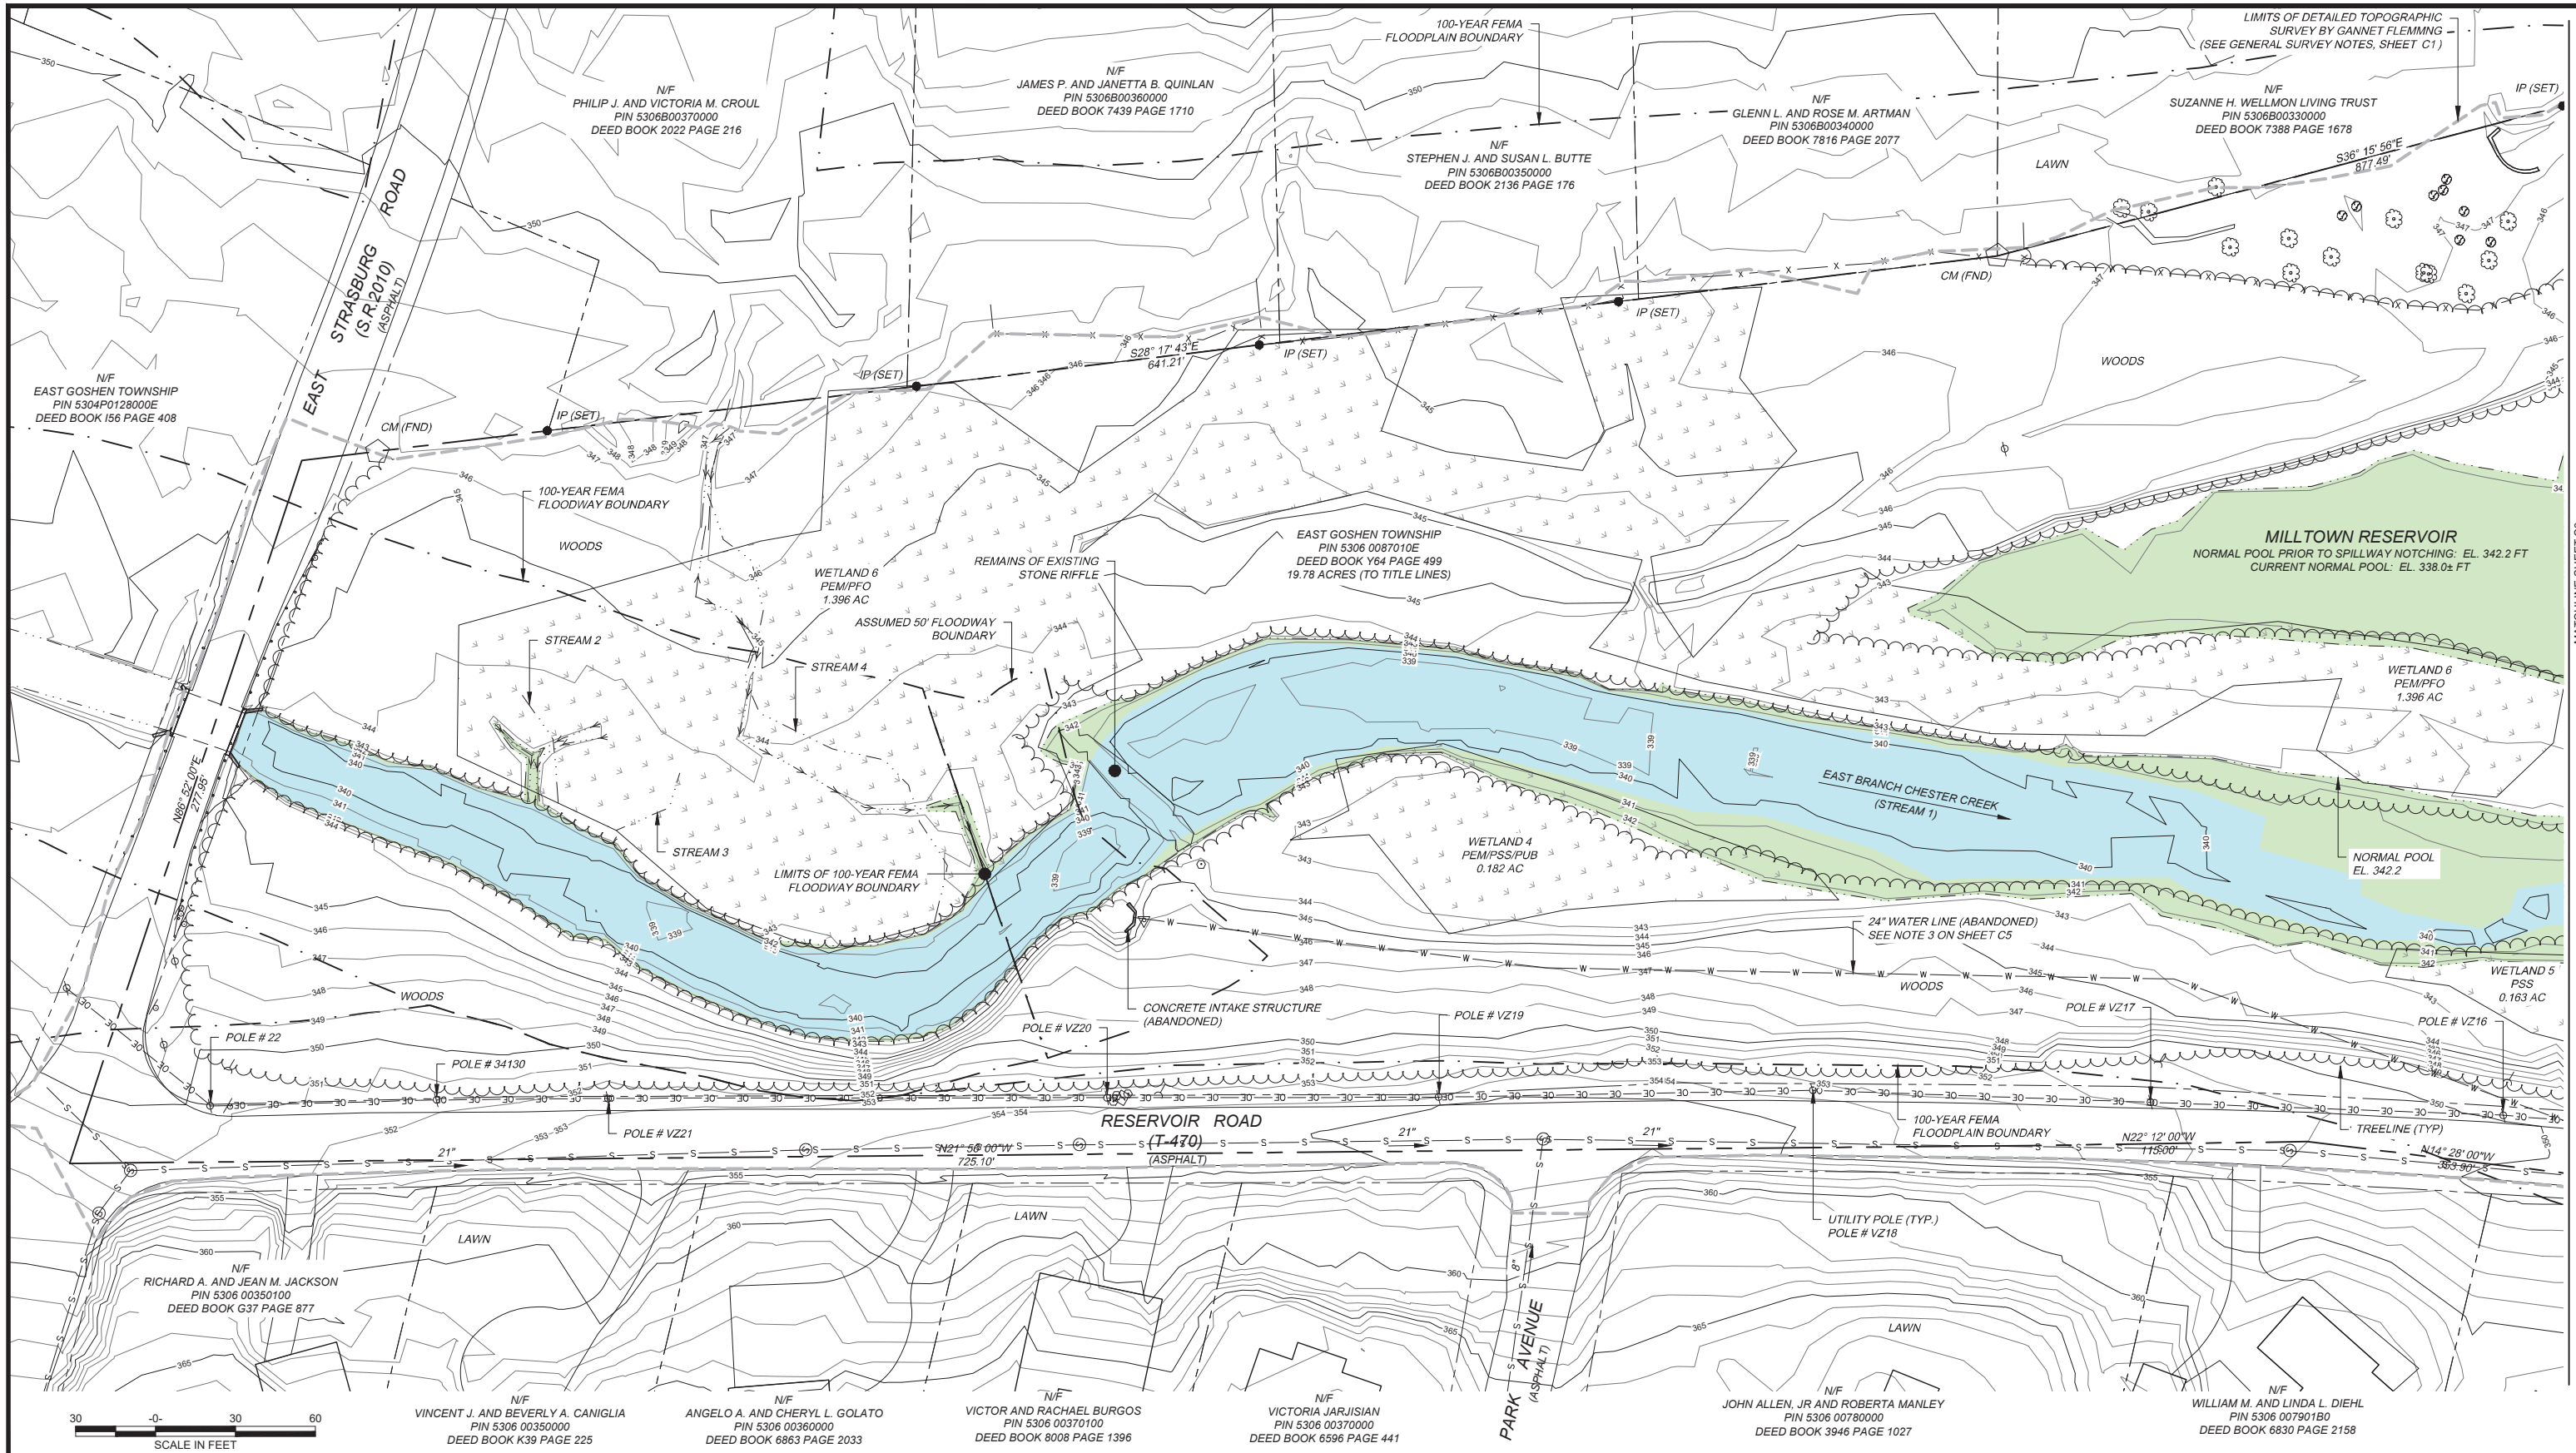 100-YEAR FEMA
FLOODPLAIN BOUNDARY
LIMITS OF DETAILED TOPOGRAPHIC
SURVEY BY GANNET FLEMMNG
(SEE GENERAL SURVEY NOTES, SHEET C1)
N/F
PHILIP J. AND VICTORIA M. CROUL
PIN 5306B00370000
DEED BOOK 2022 PAGE 216
N/F
JAMES P. AND JANETTA B. QUINLAN
PIN 5306B00360000
DEED BOOK 7439 PAGE 1710
N/F
STEPHEN J. AND SUSAN L. BUTTE
PIN 5306B00350000
DEED BOOK 2136 PAGE 176
N/F
GLENN L. AND ROSE M. ARTMAN
PIN 5306B00340000
DEED BOOK 7816 PAGE 2077
N/F
SUZANNE H. WELLMON LIVING TRUST
PIN 5306B00330000
DEED BOOK 7388 PAGE 1678
IP (SET)
LAWN
S36° 15' 56"E
877.49'
EAST STRASBURG ROAD
(S.R.2010)
(ASPHALT)
N/F
EAST GOSHEN TOWNSHIP
PIN 5304P0128000E
DEED BOOK I56 PAGE 408
CM (FND)
IP (SET)
IP (SET)
S28° 17' 43"E
641.21'
IP (SET)
IP (SET)
CM (FND)
WOODS
100-YEAR FEMA
FLOODWAY BOUNDARY
WOODS
WETLAND 6
PEM/PFO
1.396 AC
REMAINS OF EXISTING
STONE RIFFLE
EAST GOSHEN TOWNSHIP
PIN 5306 0087010E
DEED BOOK Y64 PAGE 499
19.78 ACRES (TO TITLE LINES)
MILLTOWN RESERVOIR
NORMAL POOL PRIOR TO SPILLWAY NOTCHING: EL. 342.2 FT
CURRENT NORMAL POOL: EL. 338.0± FT
ASSUMED 50' FLOODWAY
BOUNDARY
STREAM 2
STREAM 4
WETLAND 6
PEM/PFO
1.396 AC
N86° 52' 00"E
277.95'
STREAM 3
LIMITS OF 100-YEAR FEMA
FLOODWAY BOUNDARY
EAST BRANCH CHESTER CREEK
(STREAM 1)
WETLAND 4
PEM/PSS/PUB
0.182 AC
NORMAL POOL
EL. 342.2
24" WATER LINE (ABANDONED)
SEE NOTE 3 ON SHEET C5
WOODS
WOODS
WETLAND 5
PSS
0.163 AC
CONCRETE INTAKE STRUCTURE
(ABANDONED)
POLE # 22
POLE # 34130
POLE # VZ21
POLE # VZ20
POLE # VZ19
POLE # VZ17
POLE # VZ16
RESERVOIR ROAD
(T-470)
(ASPHALT)
21"
N21° 50' 00"W
725.10'
21"
21"
100-YEAR FEMA
FLOODPLAIN BOUNDARY
N22° 12' 00"W
115.00'
TREELINE (TYP)
N14° 28' 00"W
353.90'
LAWN
LAWN
UTILITY POLE (TYP.)
POLE # VZ18
8"
PARK AVENUE
(ASPHALT)
LAWN
N/F
RICHARD A. AND JEAN M. JACKSON
PIN 5306 00350100
DEED BOOK G37 PAGE 877
30 -0- 30 60
SCALE IN FEET
N/F
VINCENT J. AND BEVERLY A. CANIGLIA
PIN 5306 00350000
DEED BOOK K39 PAGE 225
N/F
ANGELO A. AND CHERYL L. GOLATO
PIN 5306 00360000
DEED BOOK 6863 PAGE 2033
N/F
VICTOR AND RACHAEL BURGOS
PIN 5306 00370100
DEED BOOK 8008 PAGE 1396
N/F
VICTORIA JARJISIAN
PIN 5306 00370000
DEED BOOK 6596 PAGE 441
N/F
JOHN ALLEN, JR AND ROBERTA MANLEY
PIN 5306 00780000
DEED BOOK 3946 PAGE 1027
N/F
WILLIAM M. AND LINDA L. DIEHL
PIN 5306 007901B0
DEED BOOK 6830 PAGE 2158